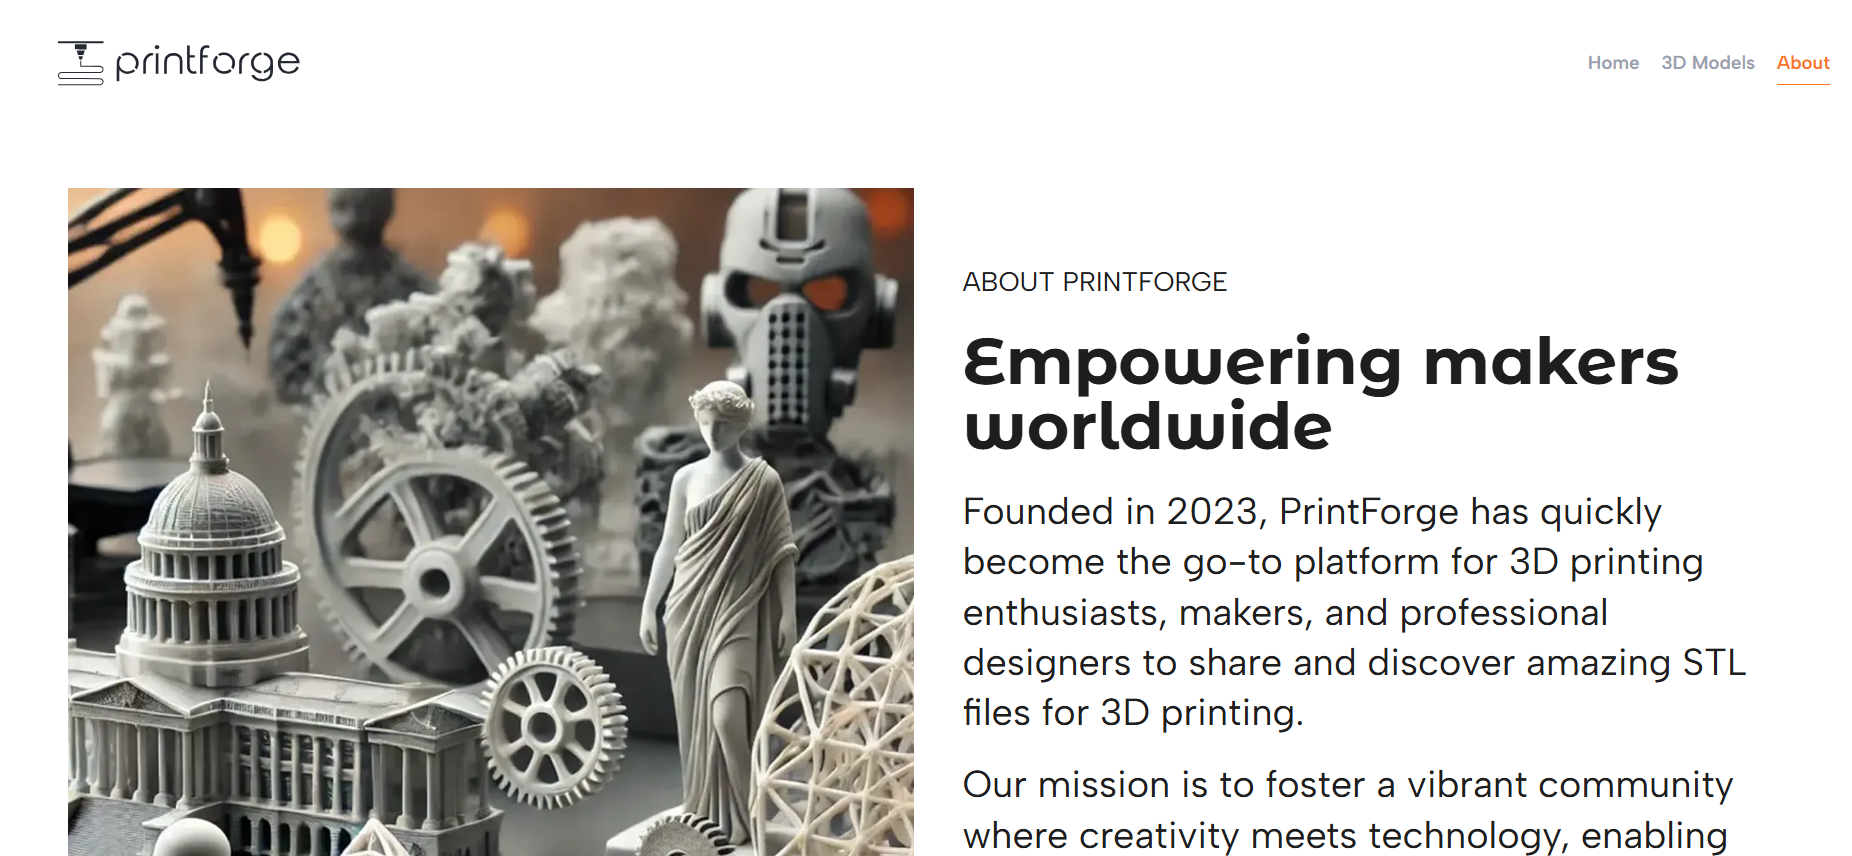 printforge
Home 3D Models About
ABOUT PRINTFORGE
Empowering makers
worldwide
Founded in 2023, PrintForge has quickly
become the go-to platform for 3D printing
enthusiasts, makers, and professional
designers to share and discover amazing STL
files for 3D printing.
Our mission is to foster a vibrant community
where creativity meets technology, enabling